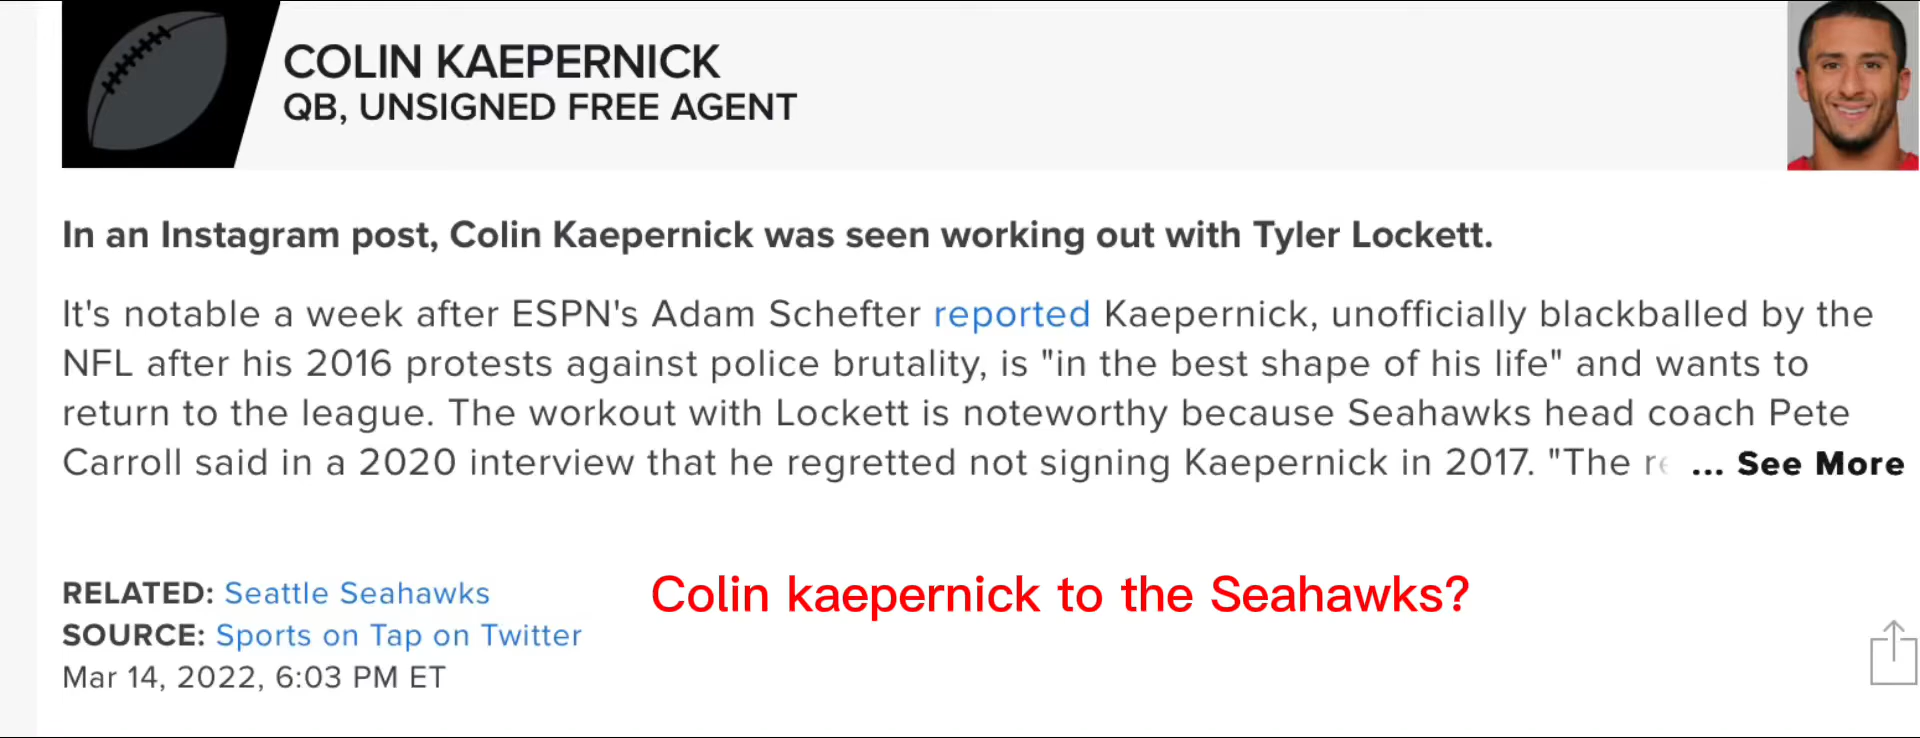 COLIN KAEPERNICK
QB, UNSIGNED FREE AGENT
In an Instagram post, Colin Kaepernick was seen working out with Tyler Lockett.
It's notable a week after ESPN's Adam Schefter reported Kaepernick, unofficially blackballed by the
NFL after his 2016 protests against police brutality, is "in the best shape of his life" and wants to
return to the league. The workout with Lockett is noteworthy because Seahawks head coach Pete
Carroll said in a 2020 interview that he regretted not signing Kaepernick in 2017. "The ... See More
RELATED: Seattle Seahawks
Colin kaepernick to the Seahawks?
SOURCE: Sports on Tap on Twitter
Mar 14, 2022, 6:03 PM ET